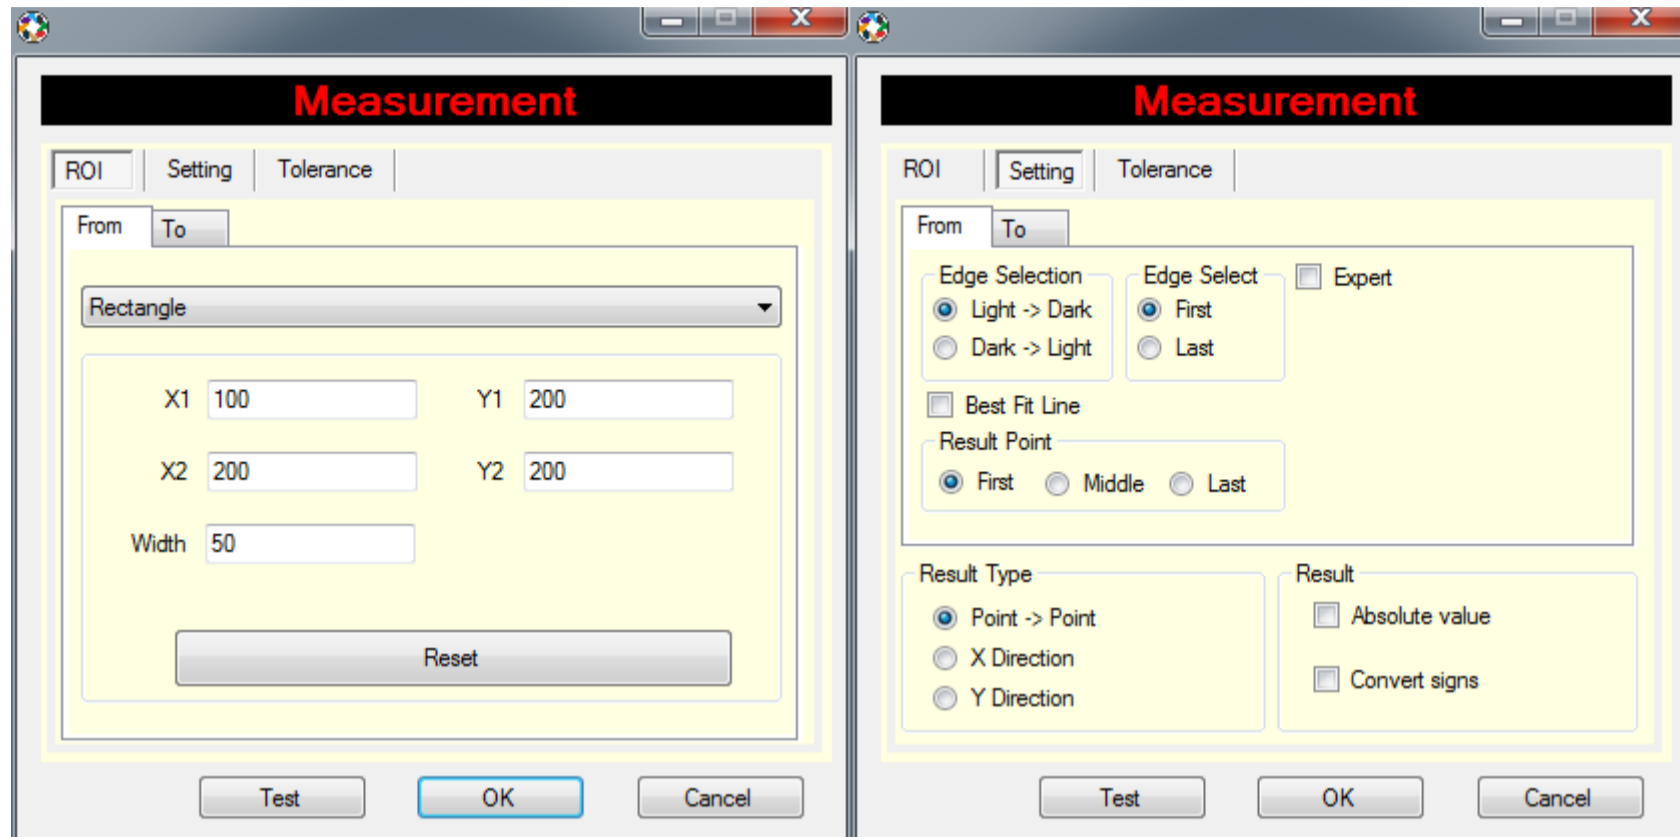 Measurement
ROI Setting Tolerance
From To
Rectangle
X1 100 Y1 200
X2 200 Y2 200
Width 50
Reset
Test OK Cancel
Measurement
ROI Setting Tolerance
From To
Edge Selection Edge Select Expert
Light -> Dark First
Dark -> Light Last
Best Fit Line
Result Point
First Middle Last
Result Type Result
Point -> Point Absolute value
X Direction
Y Direction Convert signs
Test OK Cancel